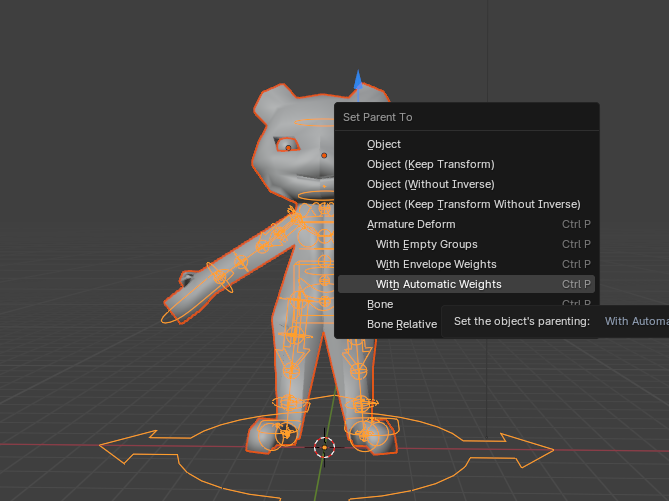 Set Parent To
Object
Object (Keep Transform)
Object (Without Inverse)
Object (Keep Transform Without Inverse)
Armature Deform Ctrl P
With Empty Groups Ctrl P
With Envelope Weights Ctrl P
With Automatic Weights Ctrl P
Bone Ctrl P
Bone Relative
Set the object's parenting: With Automa